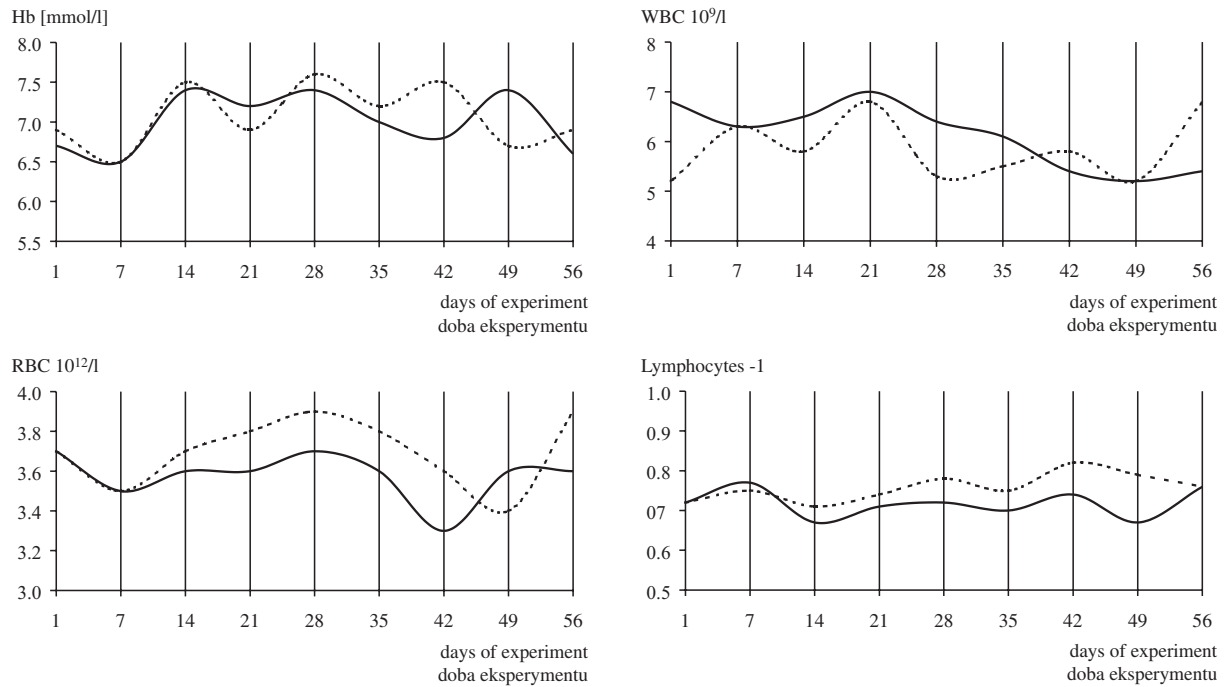 Hb [mmol/l]
8.0
7.5
7.0
6.5
6.0
5.5
1 7 14 21 28 35 42 49 56
days of experiment
doba eksperymentu
WBC 10⁹/l
8
7
6
5
4
1 7 14 21 28 35 42 49 56
days of experiment
doba eksperymentu
RBC 10¹²/l
4.0
3.8
3.6
3.4
3.2
3.0
1 7 14 21 28 35 42 49 56
days of experiment
doba eksperymentu
Lymphocytes -1
1.0
0.9
0.8
07
0.6
0.5
1 7 14 21 28 35 42 49 56
days of experiment
doba eksperymentu